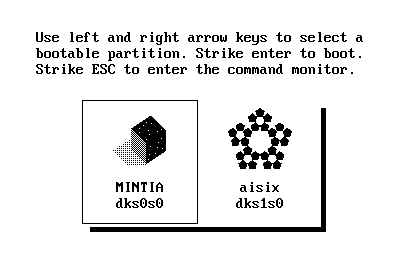 Use left and right arrow keys to select a
bootable partition. Strike enter to boot.
Strike ESC to enter the command monitor.
MINTIA
dks0s0
aisix
dks1s0